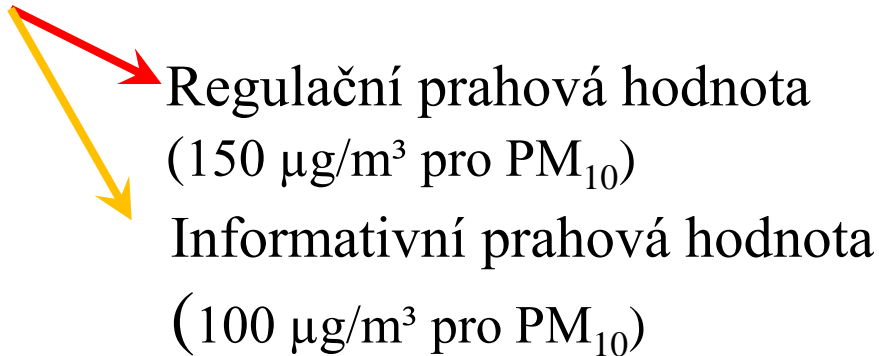 Regulační prahová hodnota
(150 µg/m³ pro PM₁₀)
Informativní prahová hodnota
(100 µg/m³ pro PM₁₀)